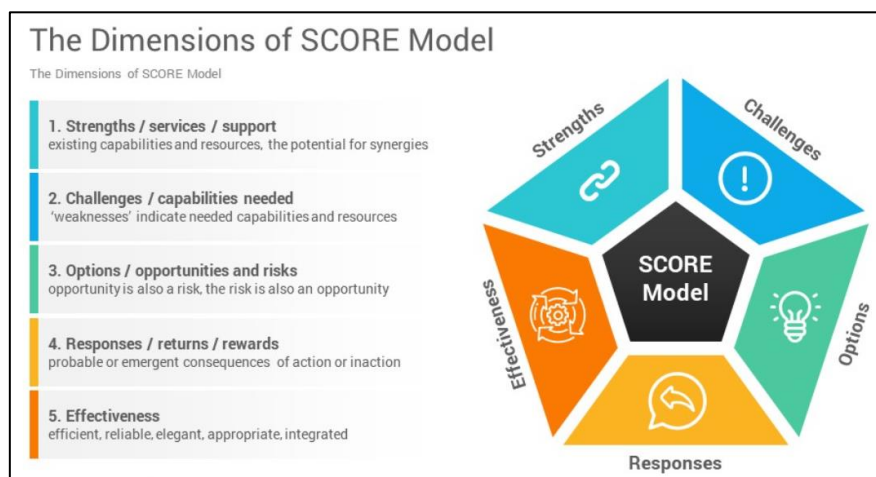 The Dimensions of SCORE Model
The Dimensions of SCORE Model
1. Strengths / services / support
existing capabilities and resources, the potential for synergies
2. Challenges / capabilities needed
'weaknesses' indicate needed capabilities and resources
3. Options / opportunities and risks
opportunity is also a risk, the risk is also an opportunity
4. Responses / returns / rewards
probable or emergent consequences of action or inaction
5. Effectiveness
efficient, reliable, elegant, appropriate, integrated
Strengths
Challenges
Effectiveness
SCORE
Model
Options
Responses